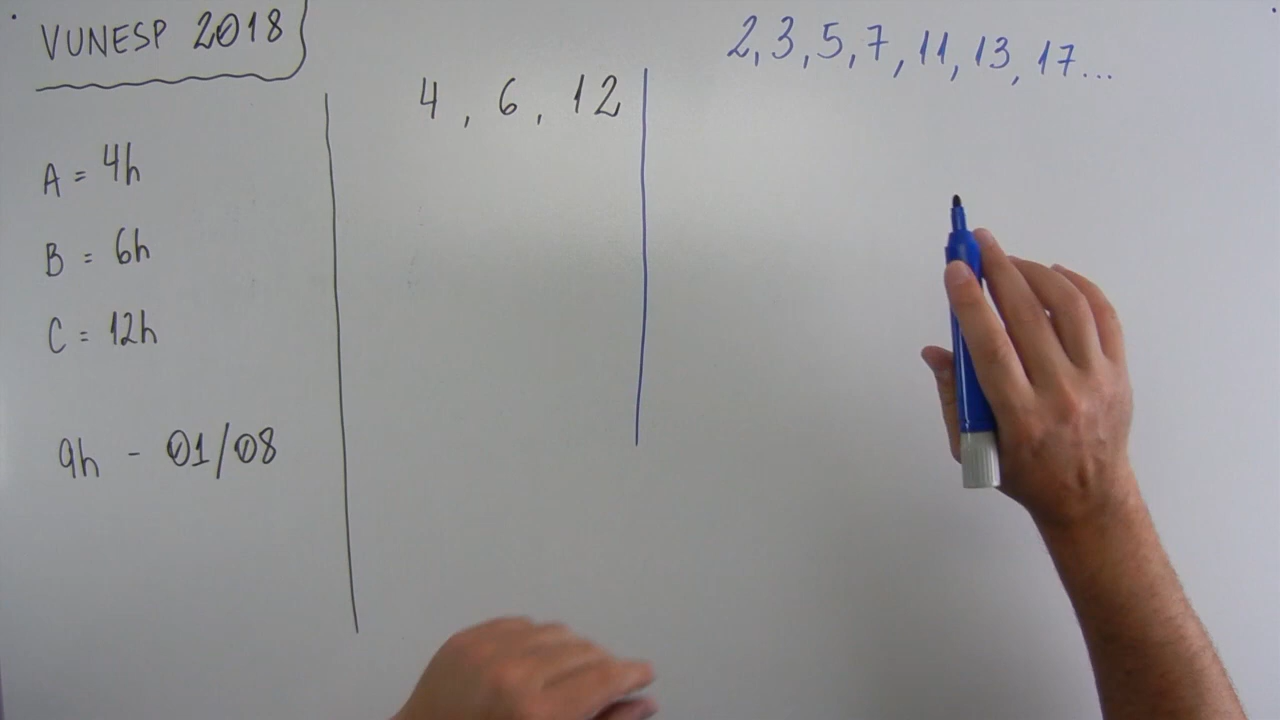 VUNESP 2018
A = 4h
B = 6h
C = 12h
9h - 01/08
4, 6, 12
2, 3, 5, 7, 11, 13, 17...